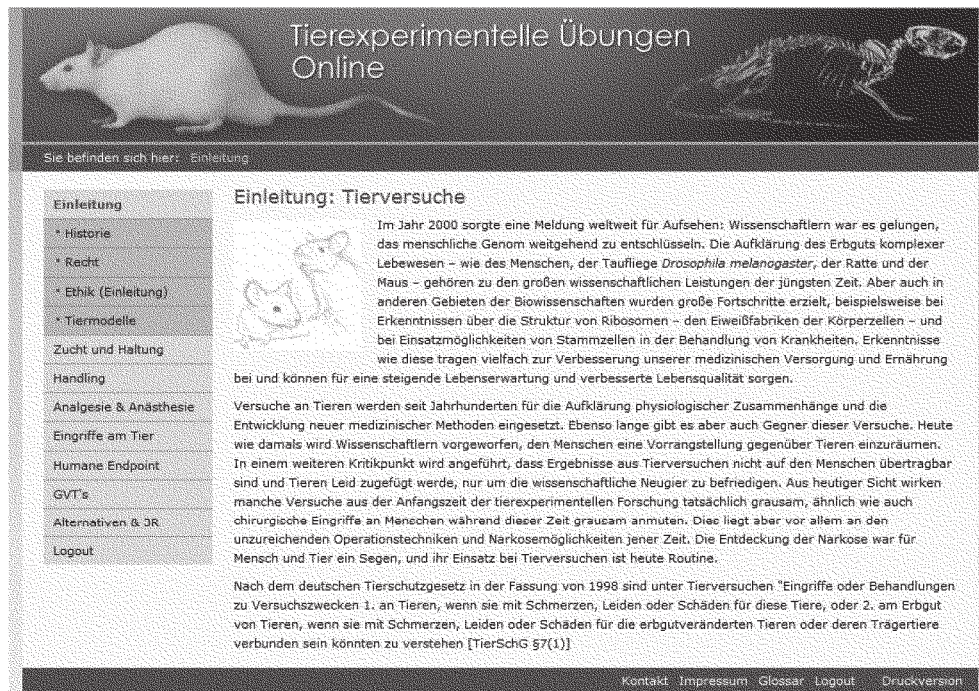 Tierexperimentelle Übungen
Online
Sie befinden sich hier: Einleitung
Einleitung
* Historie
* Recht
* Ethik (Einleitung)
* Tiermodelle
Zucht und Haltung
Handling
Analgesie & Anästhesie
Eingriffe am Tier
Humane Endpoint
GVT's
Alternativen & 3R
Logout
Einleitung: Tierversuche
Im Jahr 2000 sorgte eine Meldung weltweit für Aufsehen: Wissenschaftlern war es gelungen,
das menschliche Genom weitgehend zu entschlüsseln. Die Aufklärung des Erbguts komplexer
Lebewesen – wie des Menschen, der Taufliege Drosophila melanogaster, der Ratte und der
Maus – gehören zu den großen wissenschaftlichen Leistungen der jüngsten Zeit. Aber auch in
anderen Gebieten der Biowissenschaften wurden große Fortschritte erzielt, beispielsweise bei
Erkenntnissen über die Struktur von Ribosomen – den Eiweißfabriken der Körperzellen – und
bei Einsatzmöglichkeiten von Stammzellen in der Behandlung von Krankheiten. Erkenntnisse
wie diese tragen vielfach zur Verbesserung unserer medizinischen Versorgung und Ernährung
bei und können für eine steigende Lebenserwartung und verbesserte Lebensqualität sorgen.
Versuche an Tieren werden seit Jahrhunderten für die Aufklärung physiologischer Zusammenhänge und die
Entwicklung neuer medizinischer Methoden eingesetzt. Ebenso lange gibt es aber auch Gegner dieser Versuche. Heute
wie damals wird Wissenschaftlern vorgeworfen, den Menschen eine Vorrangstellung gegenüber Tieren einzuräumen.
In einem weiteren Kritikpunkt wird angeführt, dass Ergebnisse aus Tierversuchen nicht auf den Menschen übertragbar
sind und Tieren Leid zugefügt werde, nur um die wissenschaftliche Neugier zu befriedigen. Aus heutiger Sicht wirken
manche Versuche aus der Anfangszeit der tierexperimentellen Forschung tatsächlich grausam, ähnlich wie auch
chirurgische Eingriffe an Menschen während dieser Zeit grausam anmuten. Dies liegt aber vor allem an den
unzureichenden Operationstechniken und Narkosemöglichkeiten jener Zeit. Die Entdeckung der Narkose war für
Mensch und Tier ein Segen, und ihr Einsatz bei Tierversuchen ist heute Routine.
Nach dem deutschen Tierschutzgesetz in der Fassung von 1998 sind unter Tierversuchen "Eingriffe oder Behandlungen
zu Versuchszwecken 1. an Tieren, wenn sie mit Schmerzen, Leiden oder Schäden für diese Tiere, oder 2. am Erbgut
von Tieren, wenn sie mit Schmerzen, Leiden oder Schäden für die erbgutveränderten Tieren oder deren Trägertiere
verbunden sein könnten zu verstehen [TierSchG §7(1)]
Kontakt Impressum Glossar Logout Druckversion